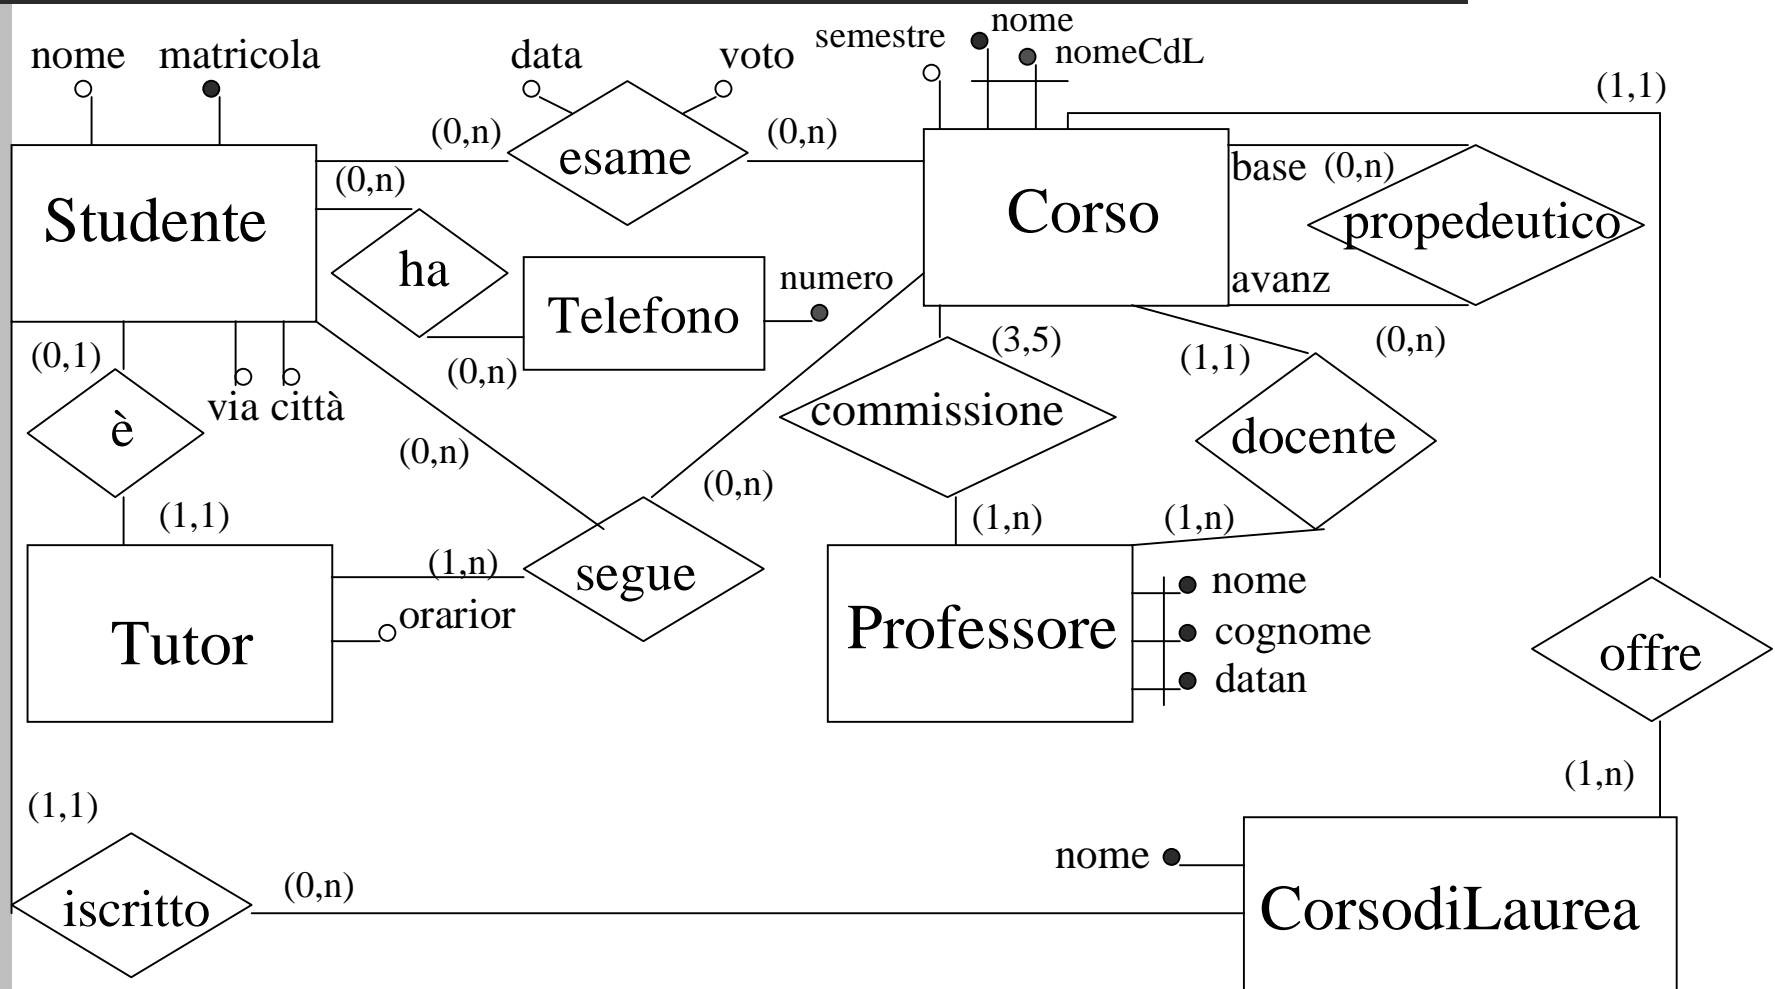 nome
semestre
nome matricola
data
voto
nomeCdL
(1,1)
(0,n)
(0,n)
esame
base (0,n)
(0,n)
Studente
Corso
propedeutico
ha
numero
avanz
Telefono
(0,1)
(0,n)
(3,5)
(1,1)
(0,n)
via città
è
commissione
docente
(0,n)
(0,n)
(1,1)
(1,n)
(1,n)
(1,n)
segue
nome
orarior
Tutor
Professore
cognome
offre
datan
(1,n)
(1,1)
nome
(0,n)
iscritto
CorsodiLaurea